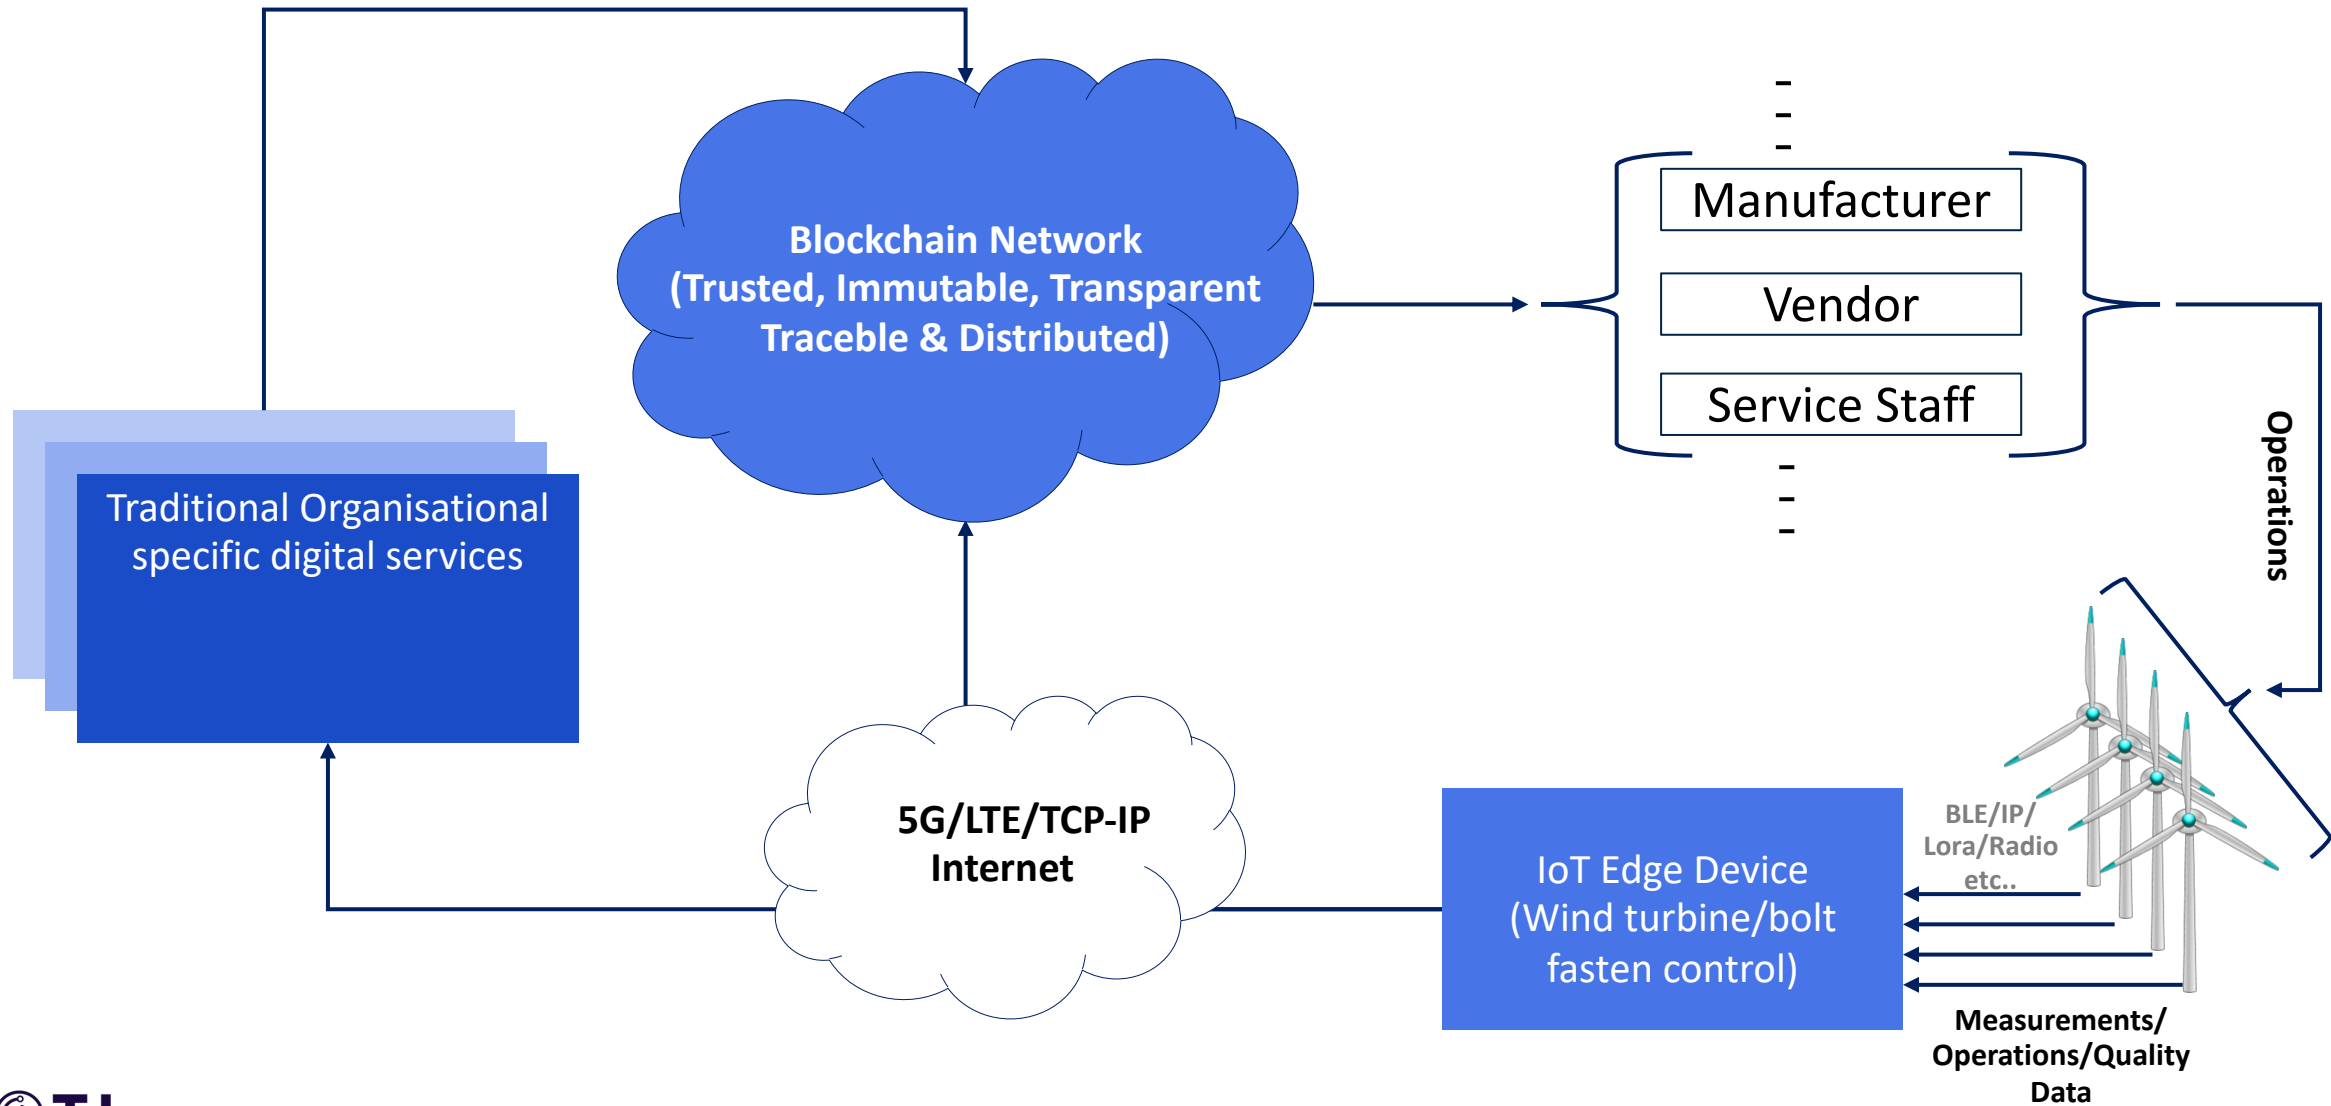 Blockchain Network
(Trusted, Immutable, Transparent
Traceble & Distributed)
Manufacturer
Vendor
Service Staff
Operations
Traditional Organisational
specific digital services
5G/LTE/TCP-IP
Internet
IoT Edge Device
(Wind turbine/bolt
fasten control)
BLE/IP/
Lora/Radio
etc..
Measurements/
Operations/Quality
Data